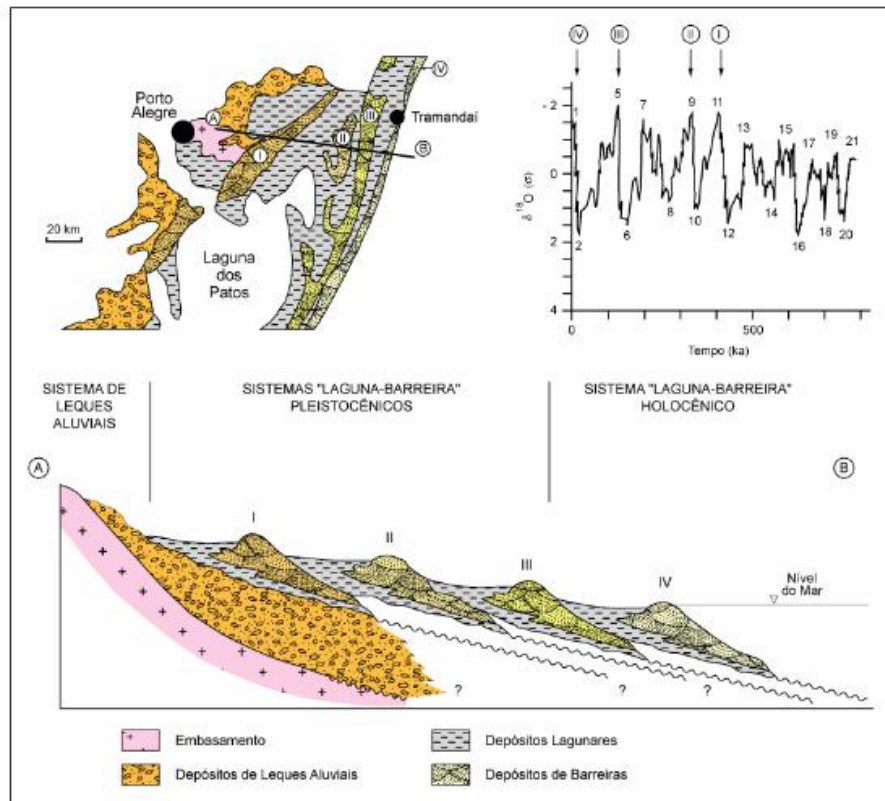 Porto
Alegre
A
I
II
III
IV
B
Tramandaí
20 km
Laguna
dos
Patos
IV
III
II
I
δ 18 O (σ)
- 2
0
2
4
1
5
7
9
11
13
15
17
19
21
2
6
8
10
12
14
16
18
20
0
500
Tempo (ka)
SISTEMA DE
LEQUES
ALUVIAIS
SISTEMAS "LAGUNA-BARREIRA"
PLEISTOCÊNICOS
SISTEMA "LAGUNA-BARREIRA"
HOLOCÊNICO
A
B
I
II
III
IV
Nível
do Mar
?
?
?
Embasamento
Depósitos Lagunares
Depósitos de Leques Aluviais
Depósitos de Barreiras